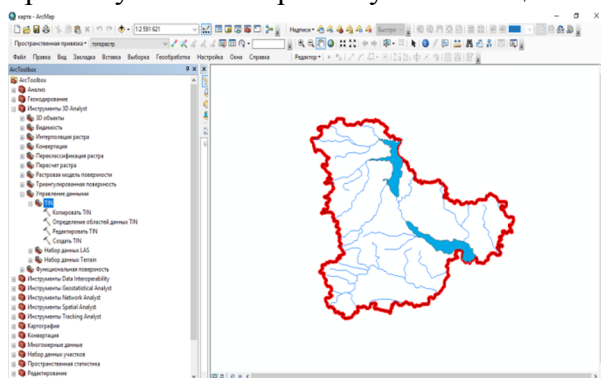 карта - ArcMap
1:2 591 621
Надписи
Быстро
Пространственная привязка
топорастр
Редактор
Файл Правка Вид Закладка Вставка Выборка Геообработка Настройка Окна Справка
ArcToolbox
ArcToolbox
Анализ
Геокодирование
Инструменты 3D Analyst
3D объекты
Видимость
Интерполяция растра
Конвертация
Переклассификация растра
Пересчет растра
Растровая модель поверхности
Триангулированная поверхность
Управление данными
TIN
Копировать TIN
Определение областей данных TIN
Редактировать TIN
Создать TIN
Набор данных LAS
Набор данных Terrain
Функциональная поверхность
Инструменты Data Interoperability
Инструменты Geostatistical Analyst
Инструменты Network Analyst
Инструменты Spatial Analyst
Инструменты Tracking Analyst
Картография
Конвертация
Многомерные данные
Набор данных участков
Пространственная статистика
Редактирование